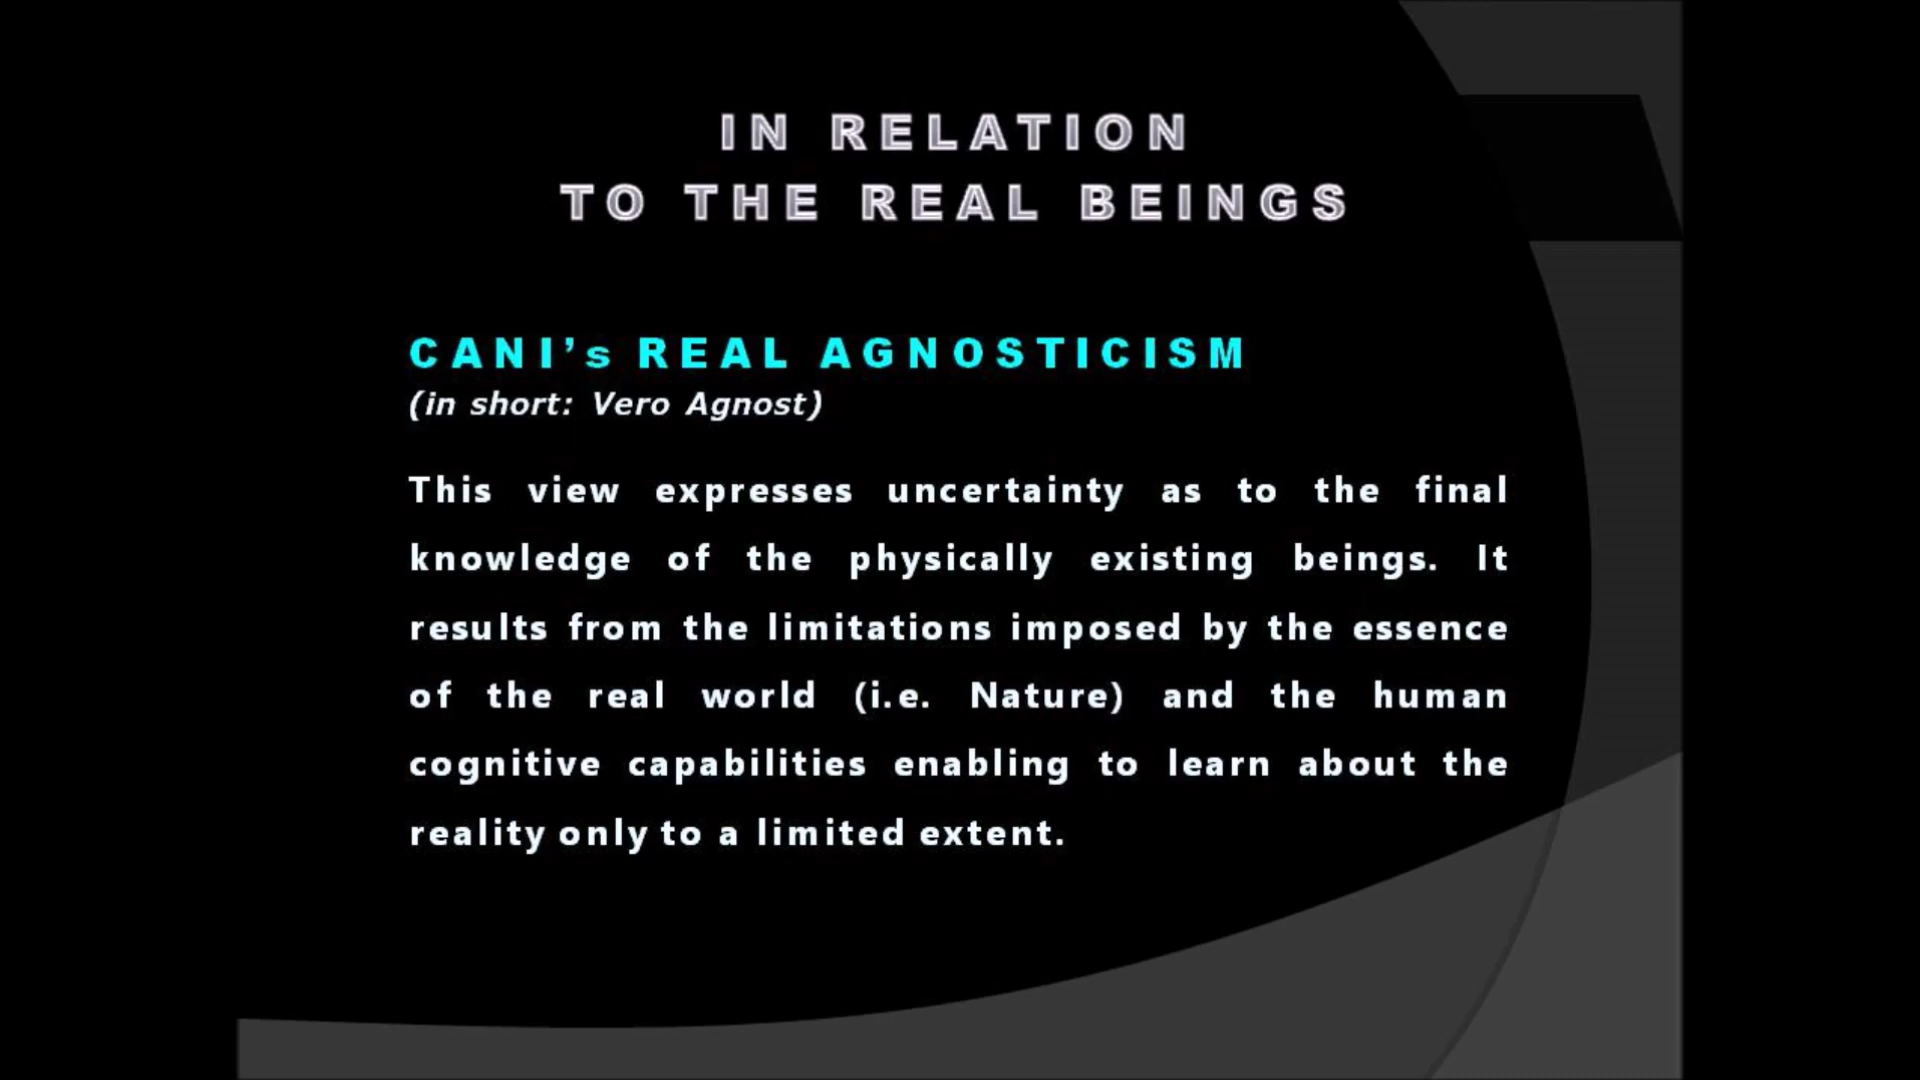 IN RELATION
TO THE REAL BEINGS
CANI’s REAL AGNOSTICISM
(in short: Vero Agnost)
This view expresses uncertainty as to the final
knowledge of the physically existing beings. It
results from the limitations imposed by the essence
of the real world (i.e. Nature) and the human
cognitive capabilities enabling to learn about the
reality only to a limited extent.